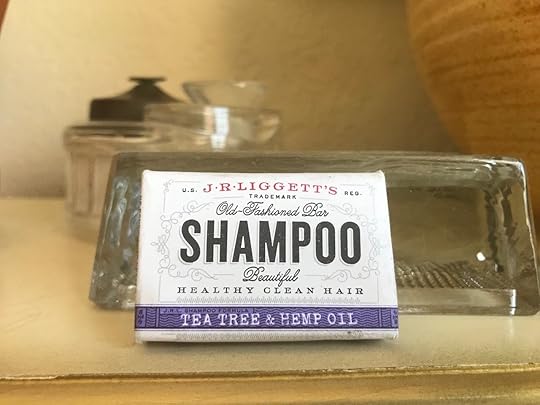 U.S. J·R·LIGGETT'S REG.
TRADEMARK
Old-Fashioned Bar
SHAMPOO
Beautiful
HEALTHY CLEAN HAIR
TEA TREE & HEMP OIL